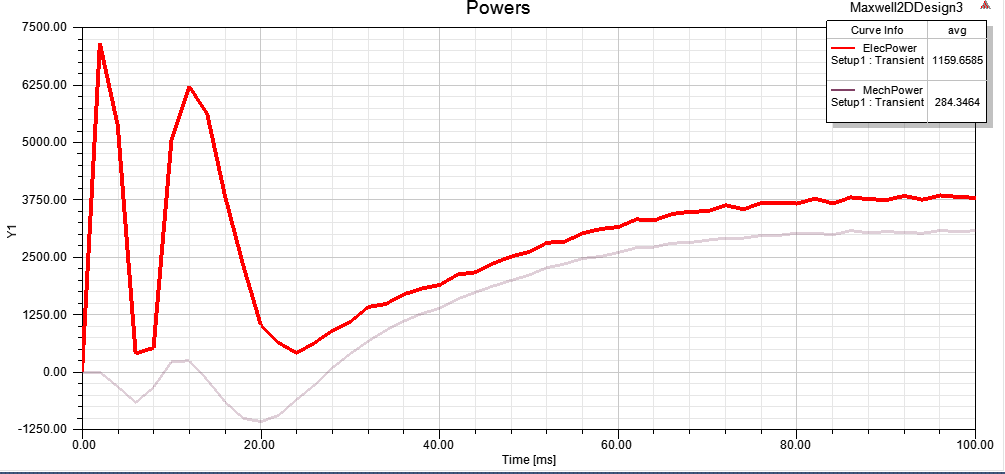 Powers
Maxwell2DDesign3
Curve Info avg
ElecPower
Setup1 : Transient 1159.6585
MechPower
Setup1 : Transient 284.3464
7500.00
6250.00
5000.00
3750.00
2500.00
1250.00
0.00
-1250.00
Y1
0.00 20.00 40.00 60.00 80.00 100.00
Time [ms]